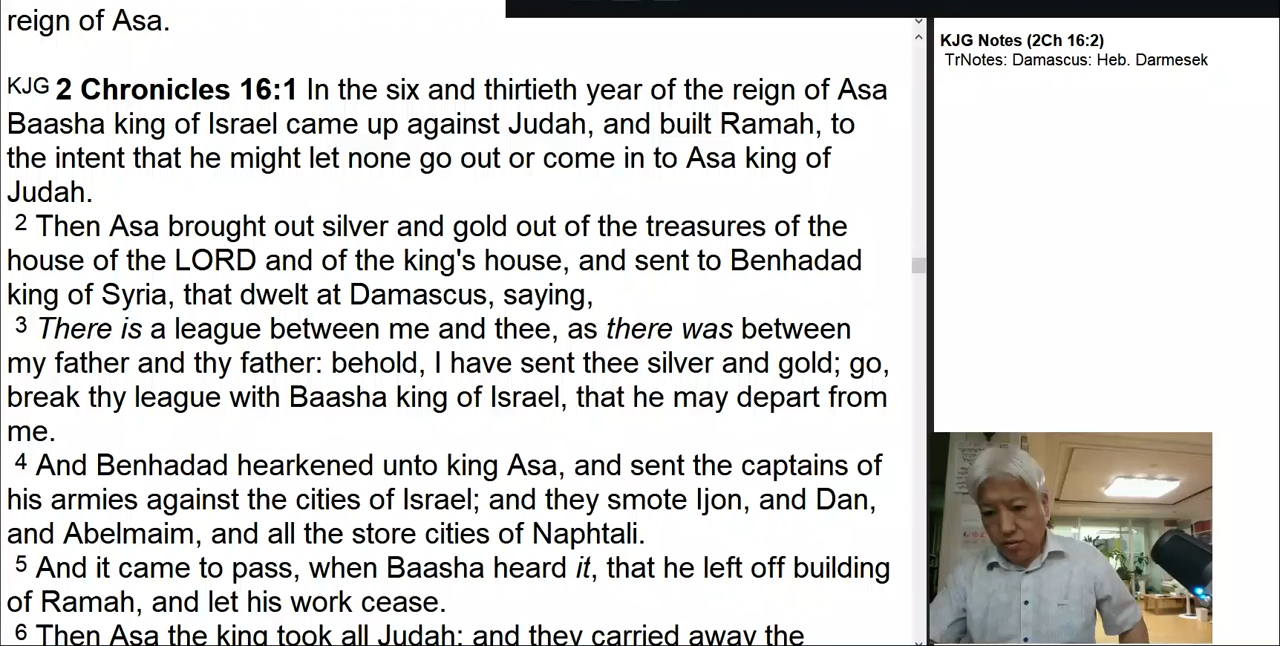 reign of Asa.
KJG 2 Chronicles 16:1 In the six and thirtieth year of the reign of Asa
Baasha king of Israel came up against Judah, and built Ramah, to
the intent that he might let none go out or come in to Asa king of
Judah.
2 Then Asa brought out silver and gold out of the treasures of the
house of the LORD and of the king's house, and sent to Benhadad
king of Syria, that dwelt at Damascus, saying,
3 There is a league between me and thee, as there was between
my father and thy father: behold, I have sent thee silver and gold; go,
break thy league with Baasha king of Israel, that he may depart from
me.
4 And Benhadad hearkened unto king Asa, and sent the captains of
his armies against the cities of Israel; and they smote Ijon, and Dan,
and Abelmaim, and all the store cities of Naphtali.
5 And it came to pass, when Baasha heard it, that he left off building
of Ramah, and let his work cease.
6 Then Asa the king took all Judah; and they carried away the
KJG Notes (2Ch 16:2)
TrNotes: Damascus: Heb. Darmesek